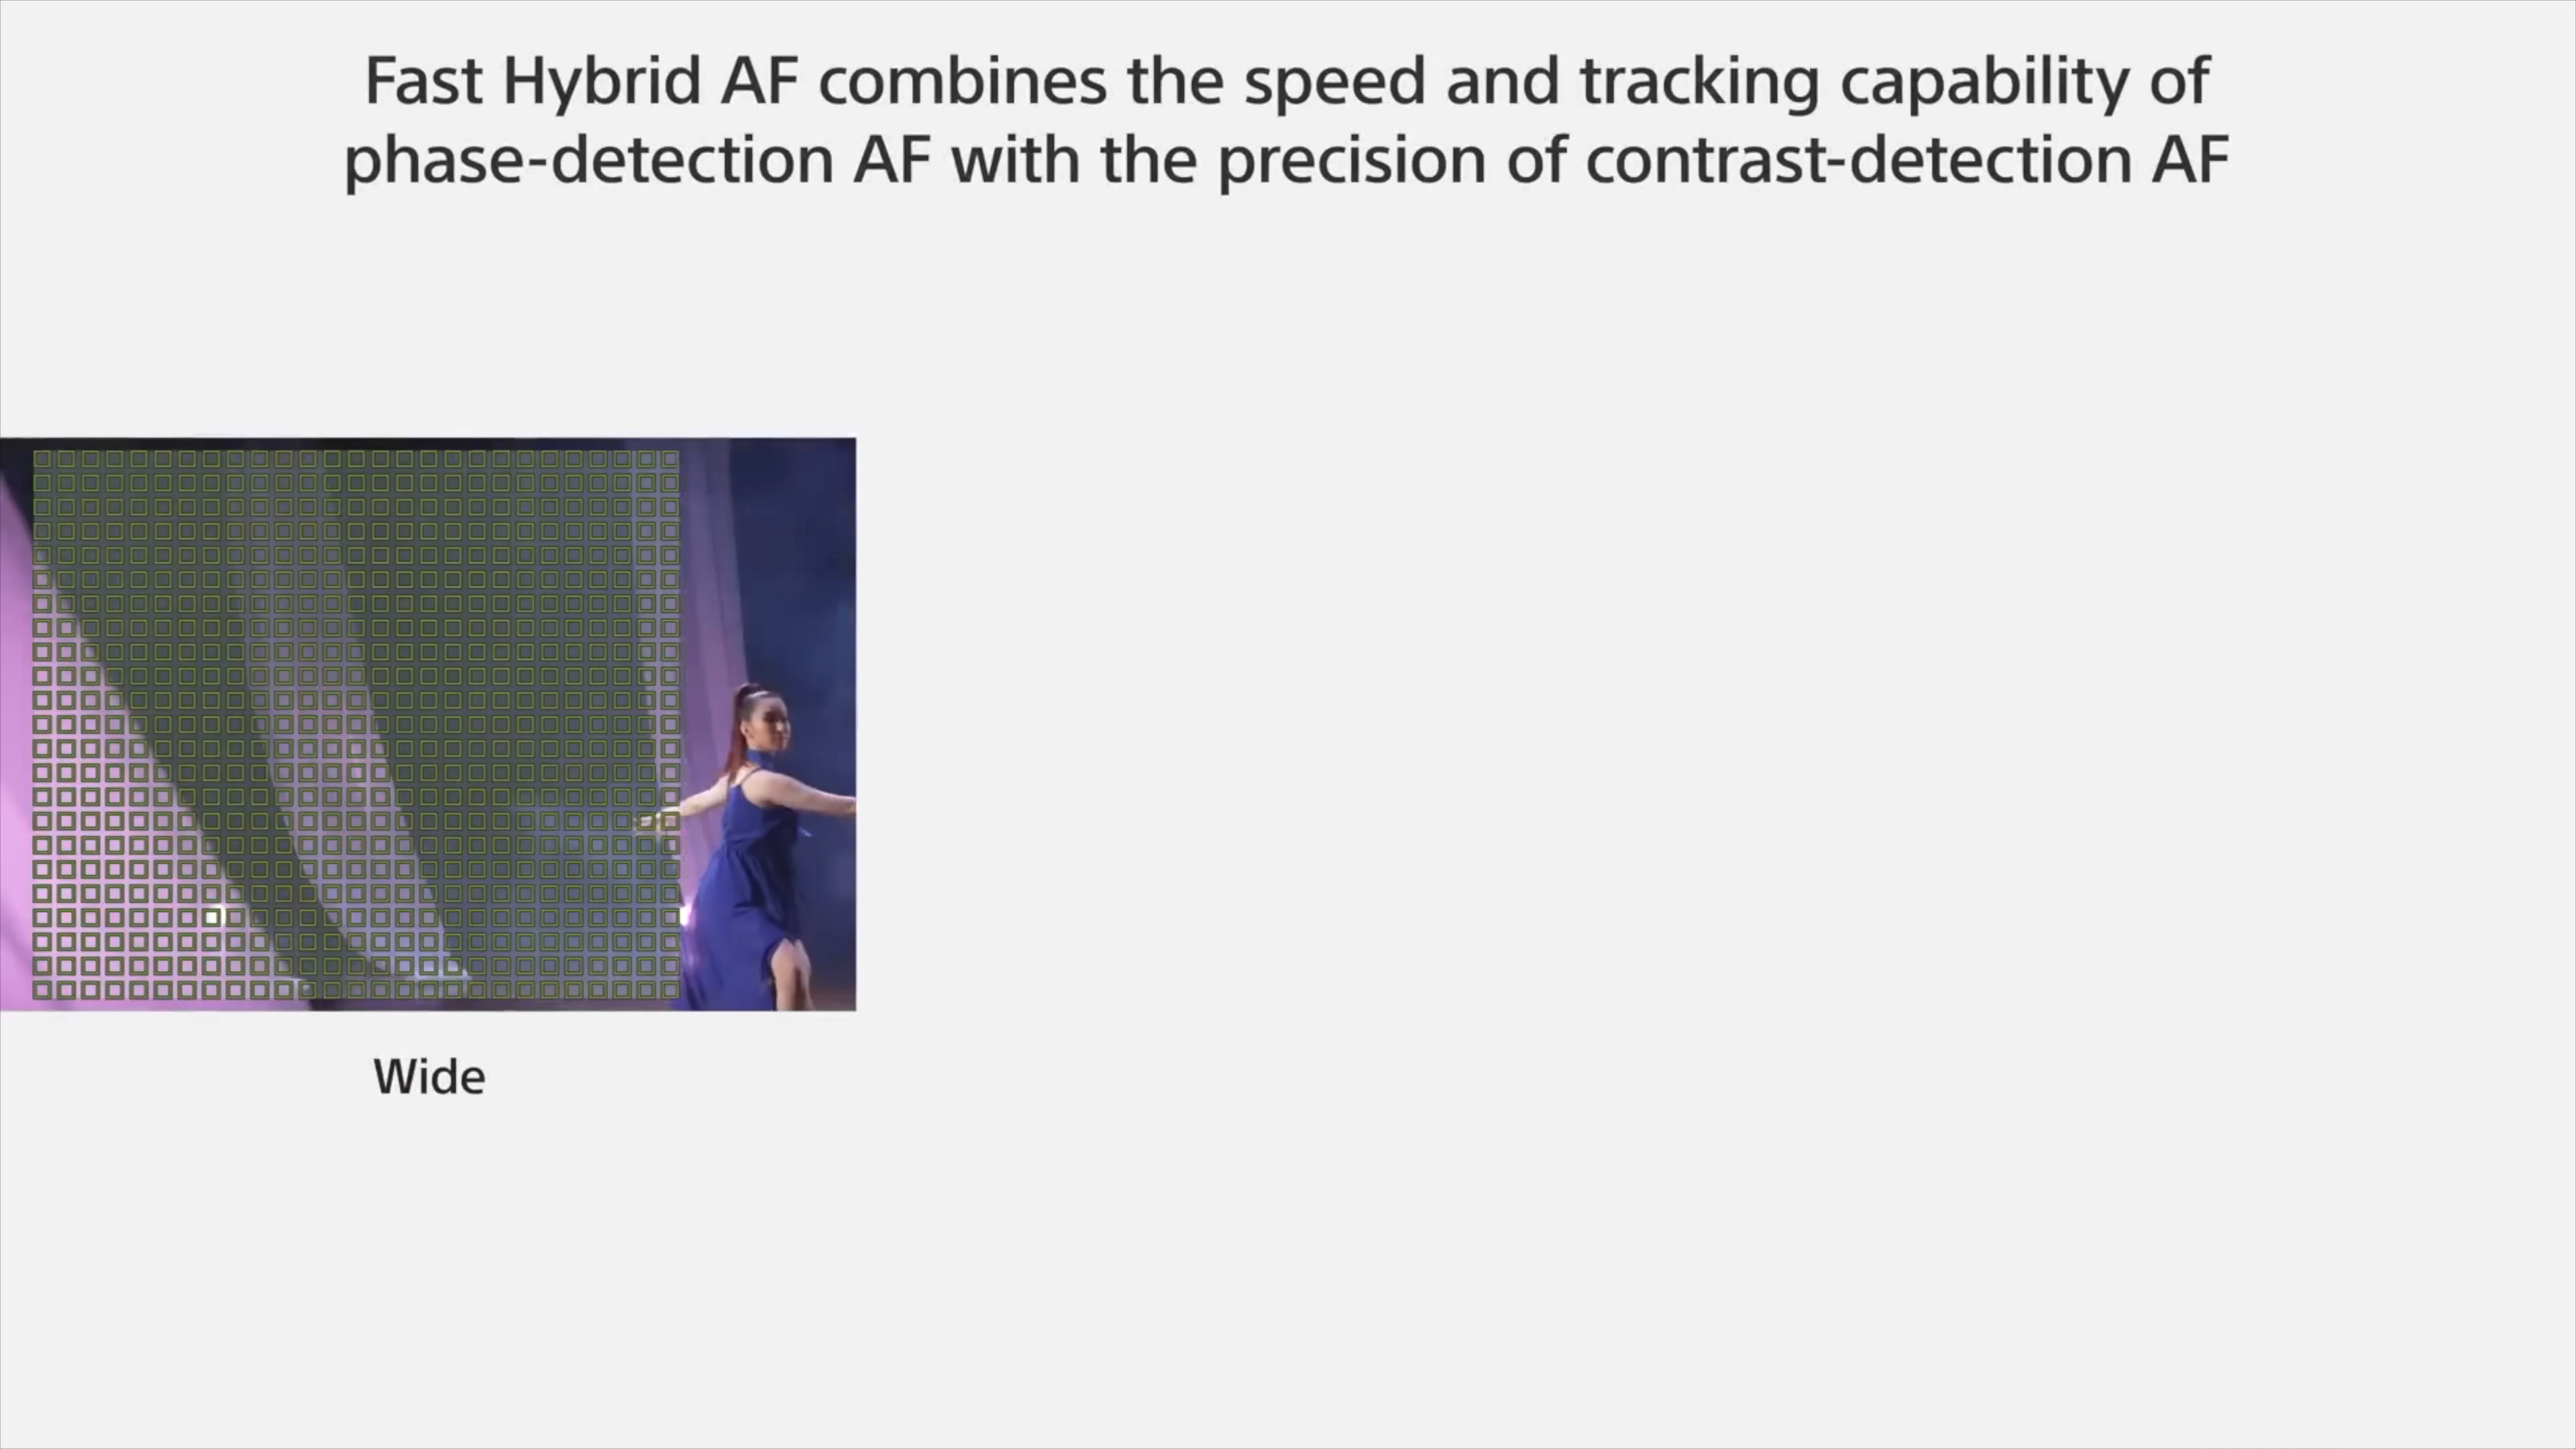 Fast Hybrid AF combines the speed and tracking capability of
phase-detection AF with the precision of contrast-detection AF
Wide